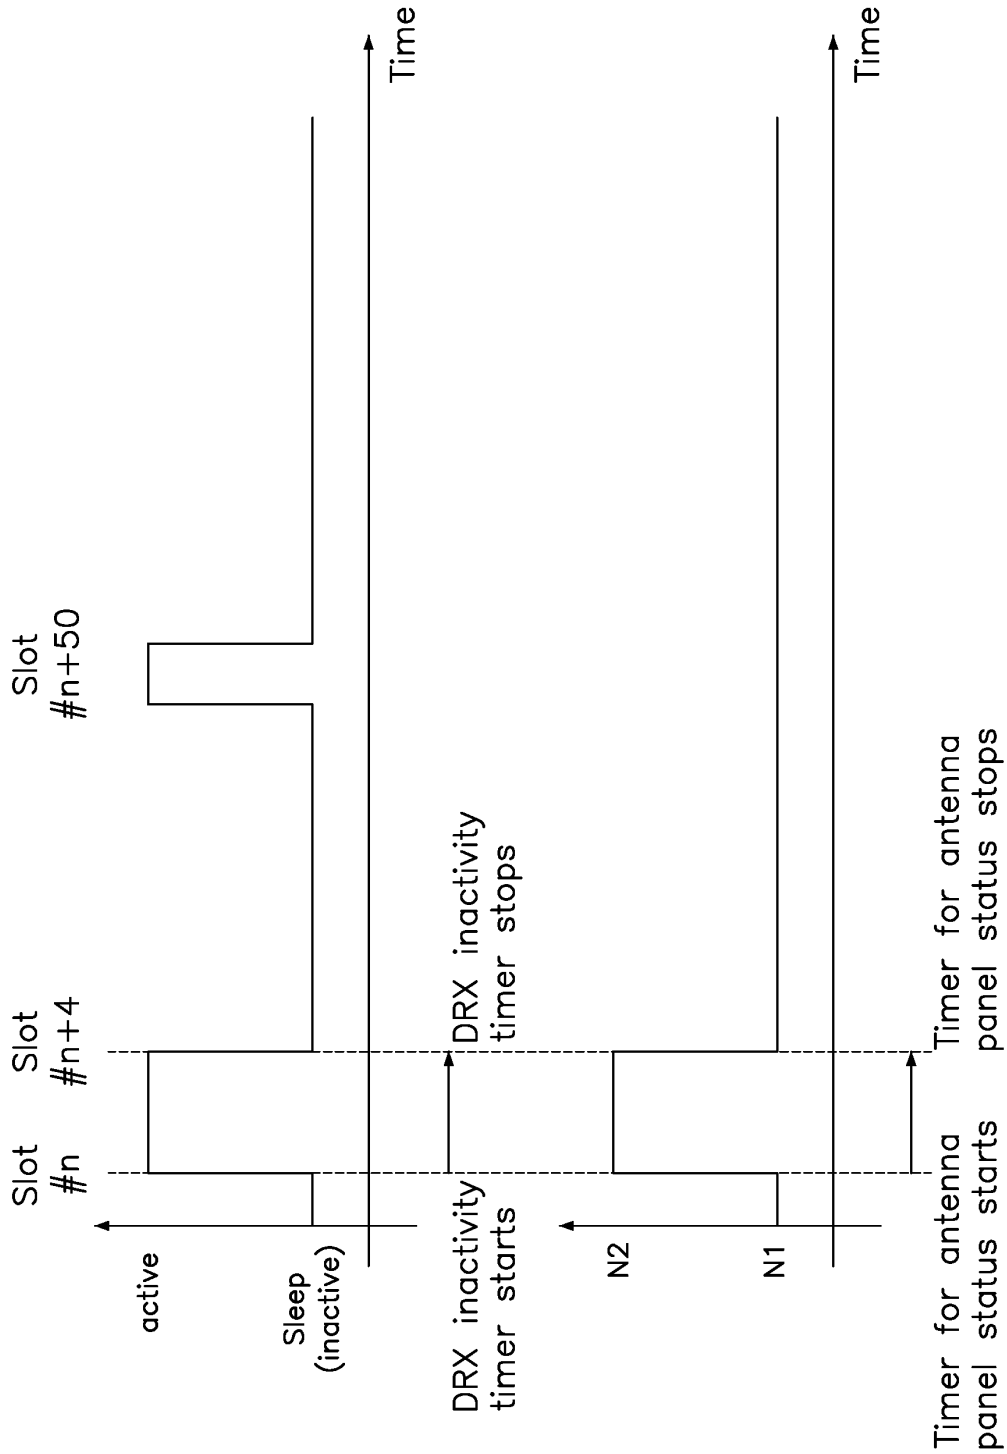 Slot
#n
Slot
#n+4
Slot
#n+50
active
Sleep
(inactive)
Time
DRX inactivity
timer starts
DRX inactivity
timer stops
N2
N1
Time
Timer for antenna
panel status starts
Timer for antenna
panel status stops